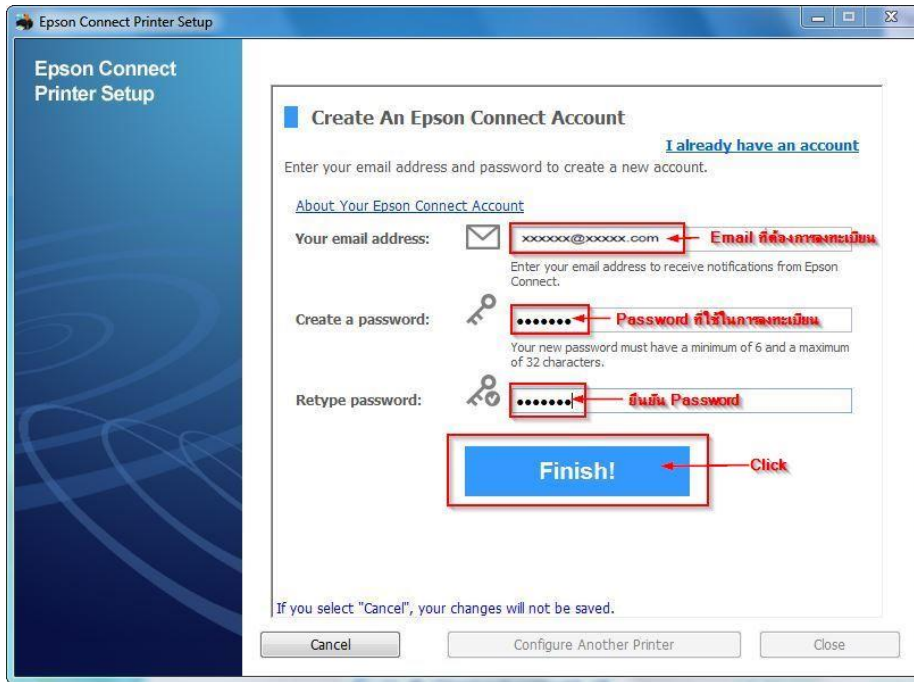 Epson Connect Printer Setup
Epson Connect
Printer Setup
Create An Epson Connect Account
I already have an account
Enter your email address and password to create a new account.
About Your Epson Connect Account
Your email address:
xxxxxx@xxxxx.com
Email ที่ต้องการลงทะเบียน
Enter your email address to receive notifications from Epson
Connect.
Create a password:
•••••••
Password ที่ใช้ในการลงทะเบียน
Your new password must have a minimum of 6 and a maximum
of 32 characters.
Retype password:
•••••••
ยืนยัน Password
Finish!
Click
If you select "Cancel", your changes will not be saved.
Cancel
Configure Another Printer
Close